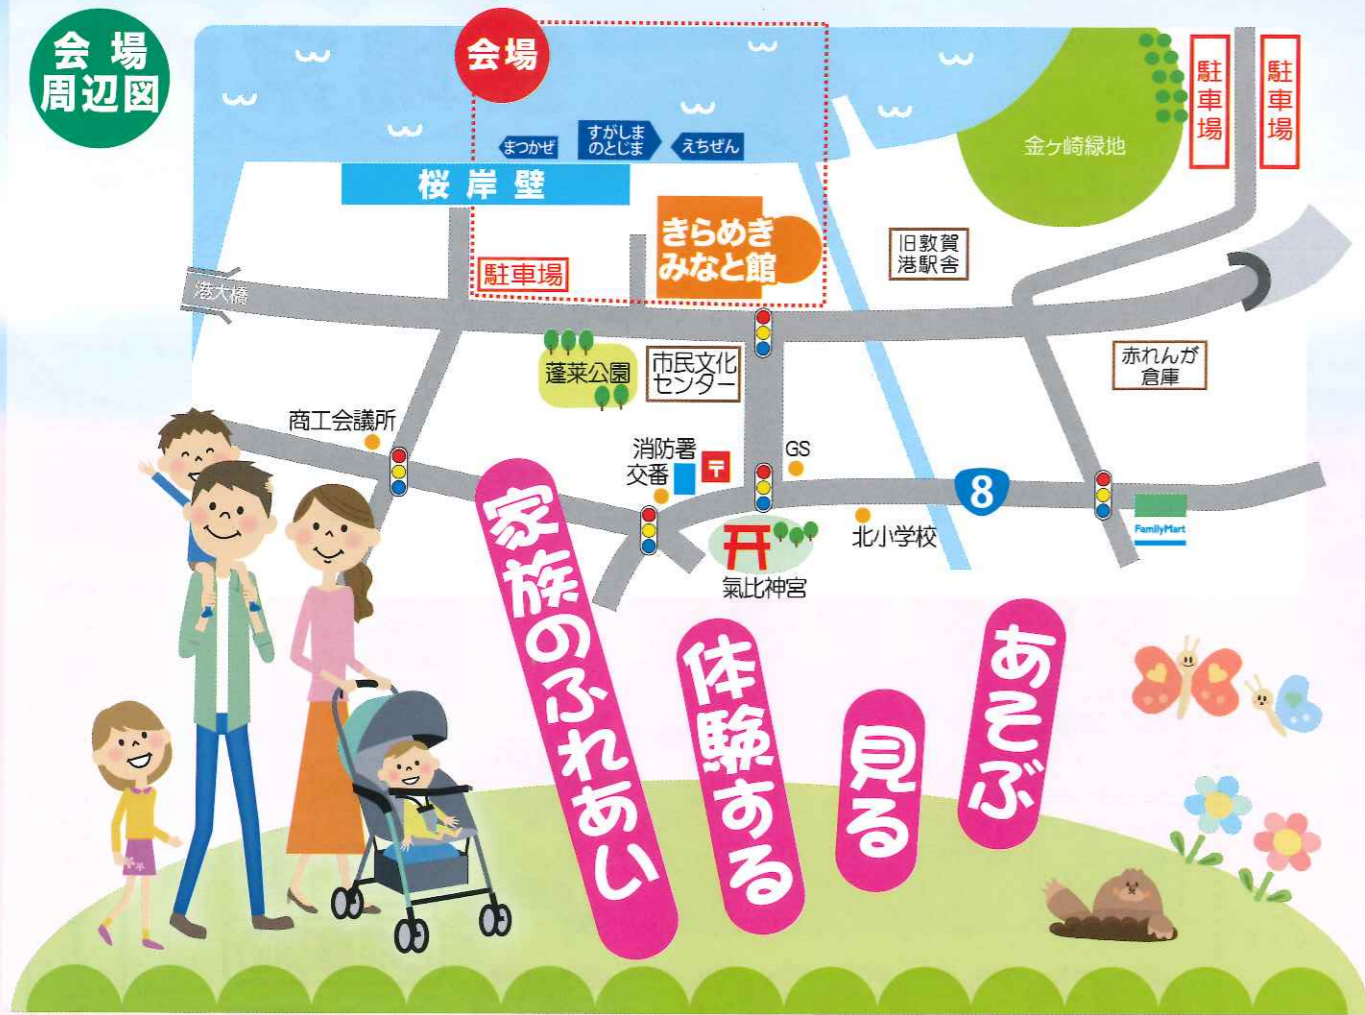 会場
周辺図
会場
まつかぜ
すがしま
のとじま
えちぜん
桜岸壁
きらめき
みなと館
駐車場
金ヶ崎緑地
駐車場
駐車場
旧敦賀
港駅舎
港大橋
蓬莱公園
市民文化
センター
赤れんが
倉庫
商工会議所
消防署
交番
〒
GS
8
北小学校
FamilyMart
氣比神宮
家族のふれあい
体験する
見る
あそぶ